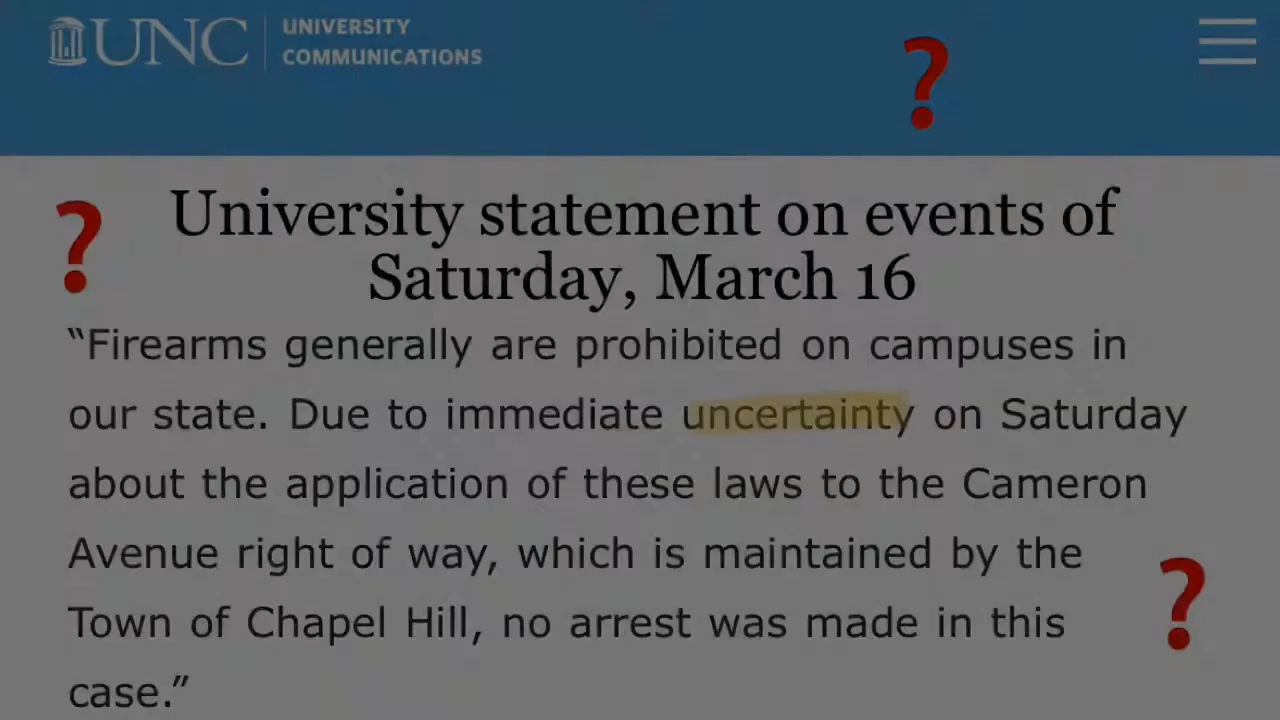 UNC
UNIVERSITY
COMMUNICATIONS
?
?
University statement on events of
Saturday, March 16
“Firearms generally are prohibited on campuses in
our state. Due to immediate uncertainty on Saturday
about the application of these laws to the Cameron
Avenue right of way, which is maintained by the
?
Town of Chapel Hill, no arrest was made in this
case.”